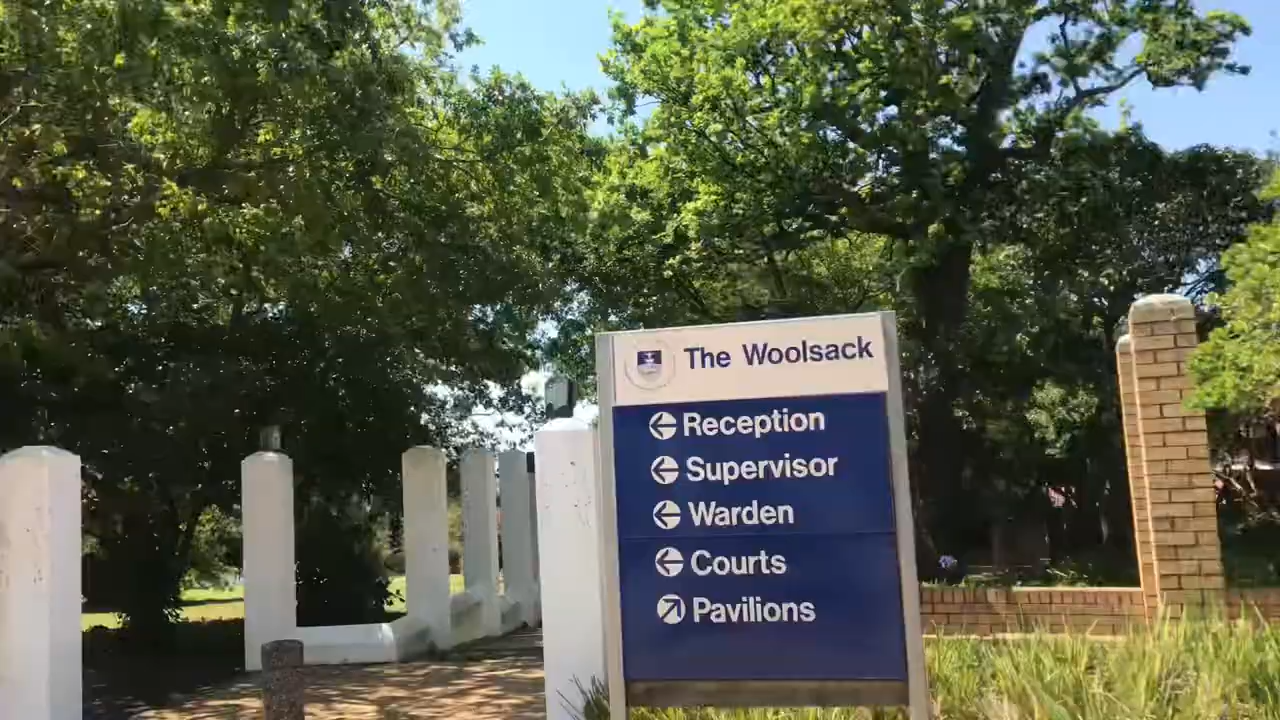 The Woolsack
Reception
Supervisor
Warden
Courts
Pavilions